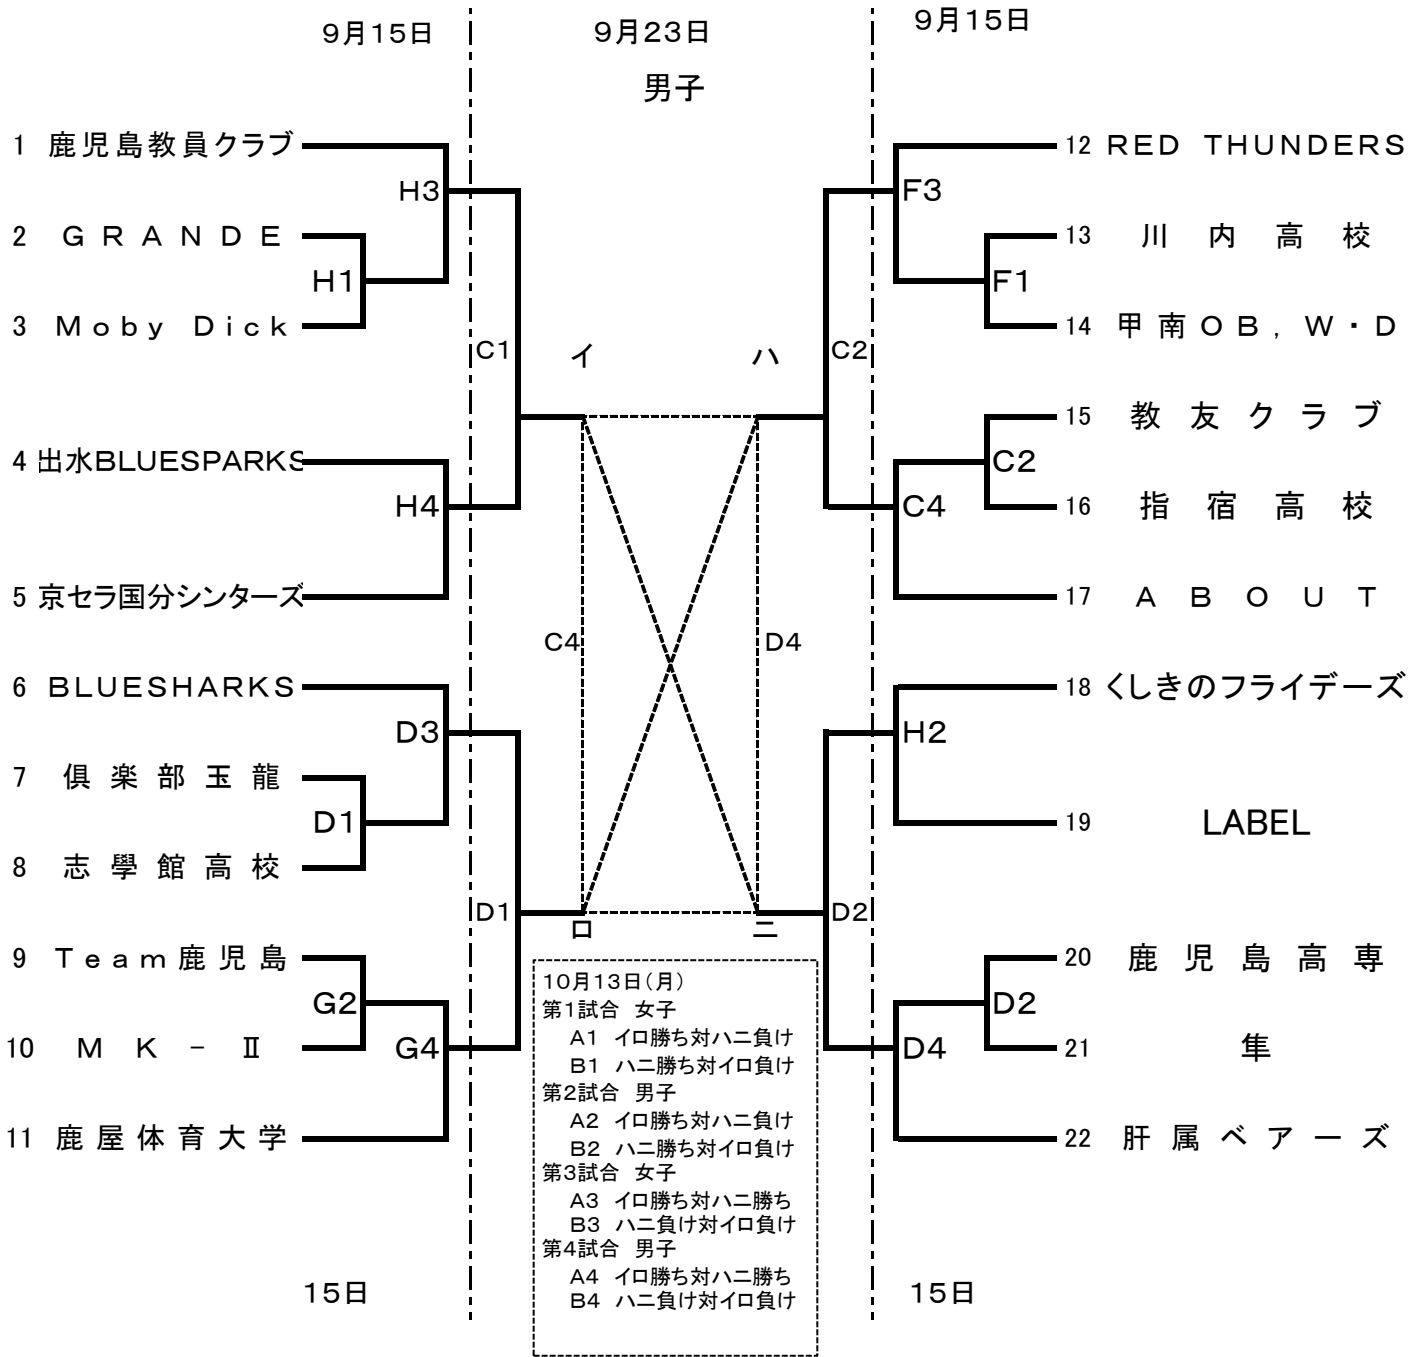 9月15日
9月23日
9月15日
男子
1 鹿児島教員クラブ
H3
2 GRANDE
H1
3 Moby Dick
C1
4 出水BLUESPARKS
H4
5 京セラ国分シンターズ
6 BLUESHARKS
D3
7 倶楽部玉龍
D1
8 志學館高校
D1
9 Team鹿児島
G2
10 MK-Ⅱ
G4
11 鹿屋体育大学
15日
イ
ハ
C4
D4
ロ
ニ
10月13日(月)
第1試合 女子
A1 イロ勝ち対ハニ負け
B1 ハニ勝ち対イロ負け
第2試合 男子
A2 イロ勝ち対ハニ負け
B2 ハニ勝ち対イロ負け
第3試合 女子
A3 イロ勝ち対ハニ勝ち
B3 ハニ負け対イロ負け
第4試合 男子
A4 イロ勝ち対ハニ勝ち
B4 ハニ負け対イロ負け
12 RED THUNDERS
F3
13 川内高校
F1
14 甲南OB,W・D
C2
15 教友クラブ
C2
16 指宿高校
C4
17 ABOUT
18 くしきのフライデーズ
H2
19 LABEL
D2
20 鹿児島高専
D2
21 隼
D4
22 肝属ベアーズ
15日